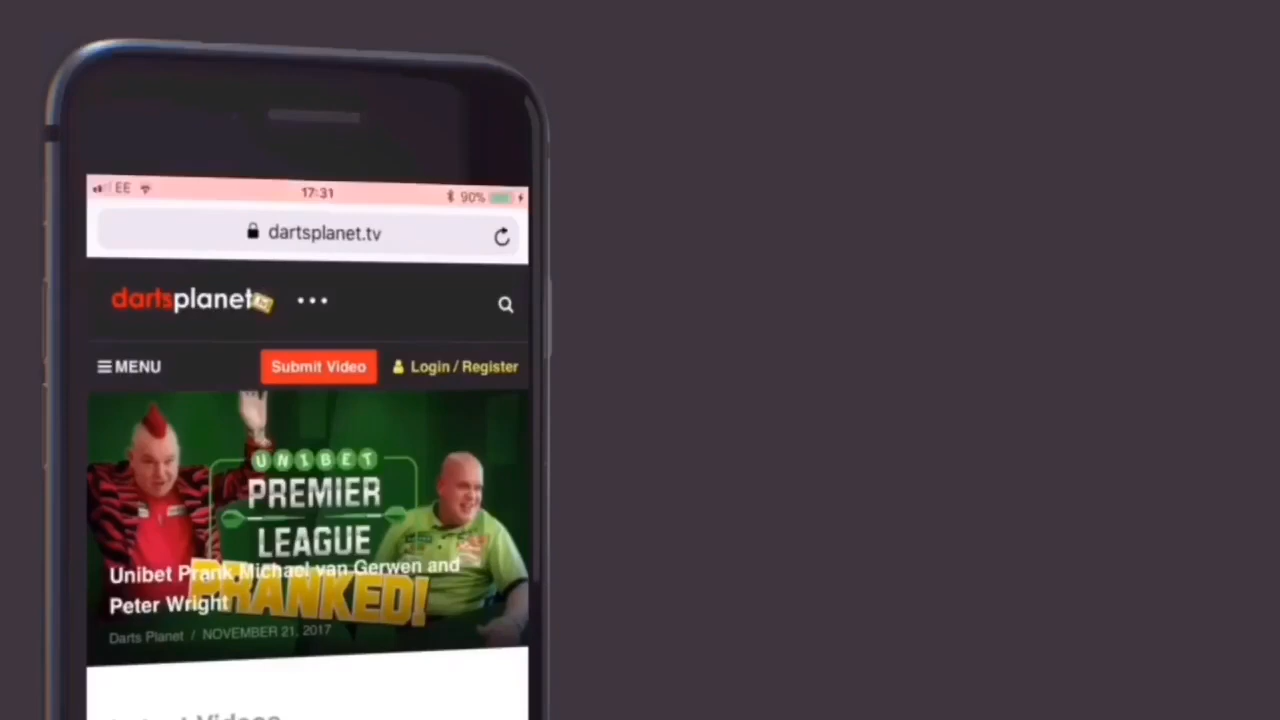 EE 17:31 90%
dartsplanet.tv
dartsplanet
MENU Submit Video Login / Register
UNIBET
PREMIER
LEAGUE
PRANKED!
Unibet Prank Michael van Gerwen and
Peter Wright
Darts Planet / NOVEMBER 21, 2017
Videos